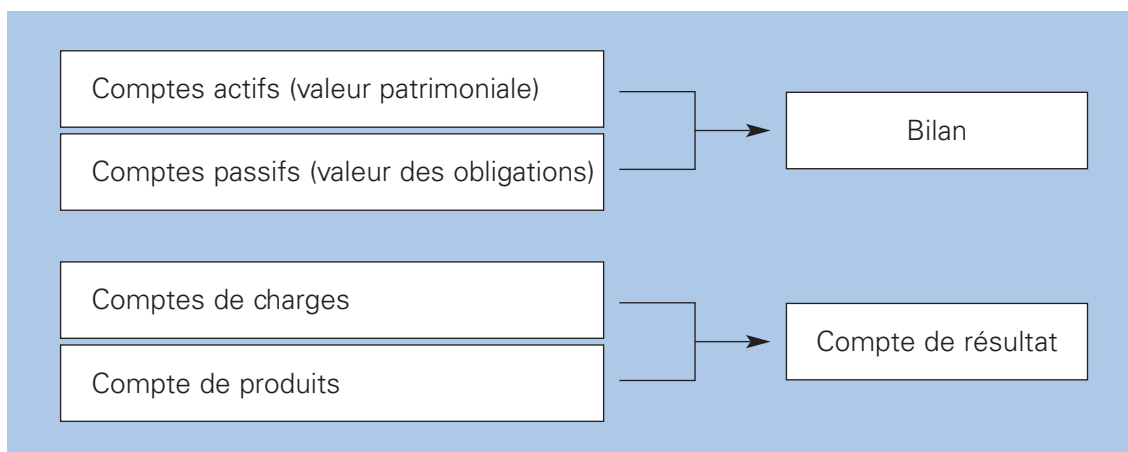 Comptes actifs (valeur patrimoniale)
Comptes passifs (valeur des obligations)
Bilan
Comptes de charges
Compte de produits
Compte de résultat